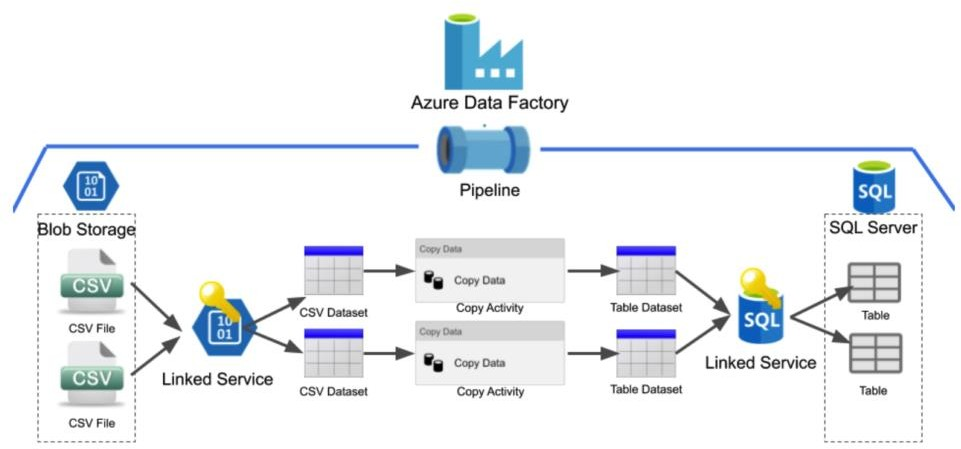 Azure Data Factory
Pipeline
10
01
Blob Storage
CSV
CSV File
CSV
CSV File
10
01
Linked Service
CSV Dataset
CSV Dataset
Copy Data
Copy Data
Copy Activity
Copy Data
Copy Data
Copy Activity
Table Dataset
Table Dataset
SQL
Linked Service
SQL
SQL Server
Table
Table